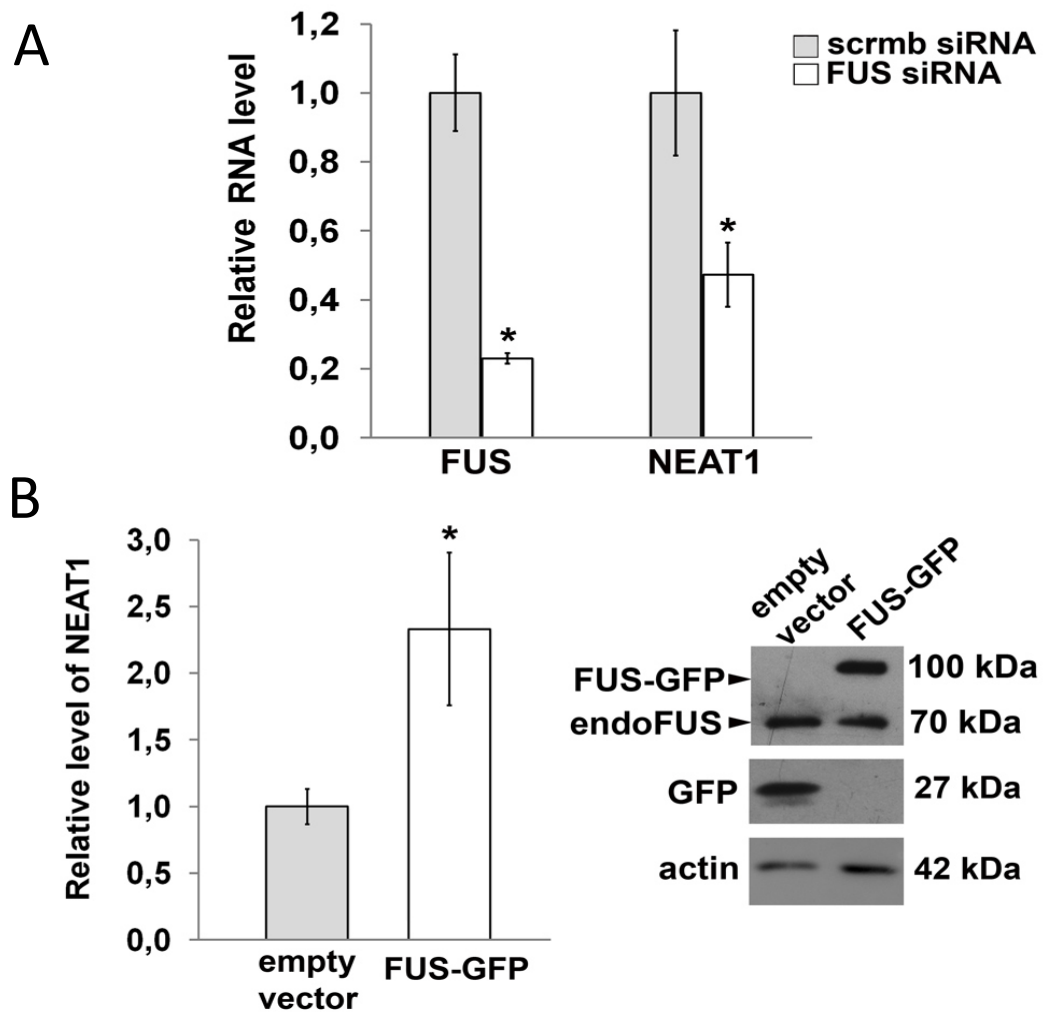 A
scrmb siRNA
FUS siRNA
Relative RNA level
1,2
1,0
0,8
0,6
0,4
0,2
0,0
*
*
FUS
NEAT1
B
Relative level of NEAT1
3,0
2,5
2,0
1,5
1,0
0,5
0,0
*
empty
vector
FUS-GFP
empty
vector
FUS-GFP
FUS-GFP
100 kDa
endoFUS
70 kDa
GFP
27 kDa
actin
42 kDa